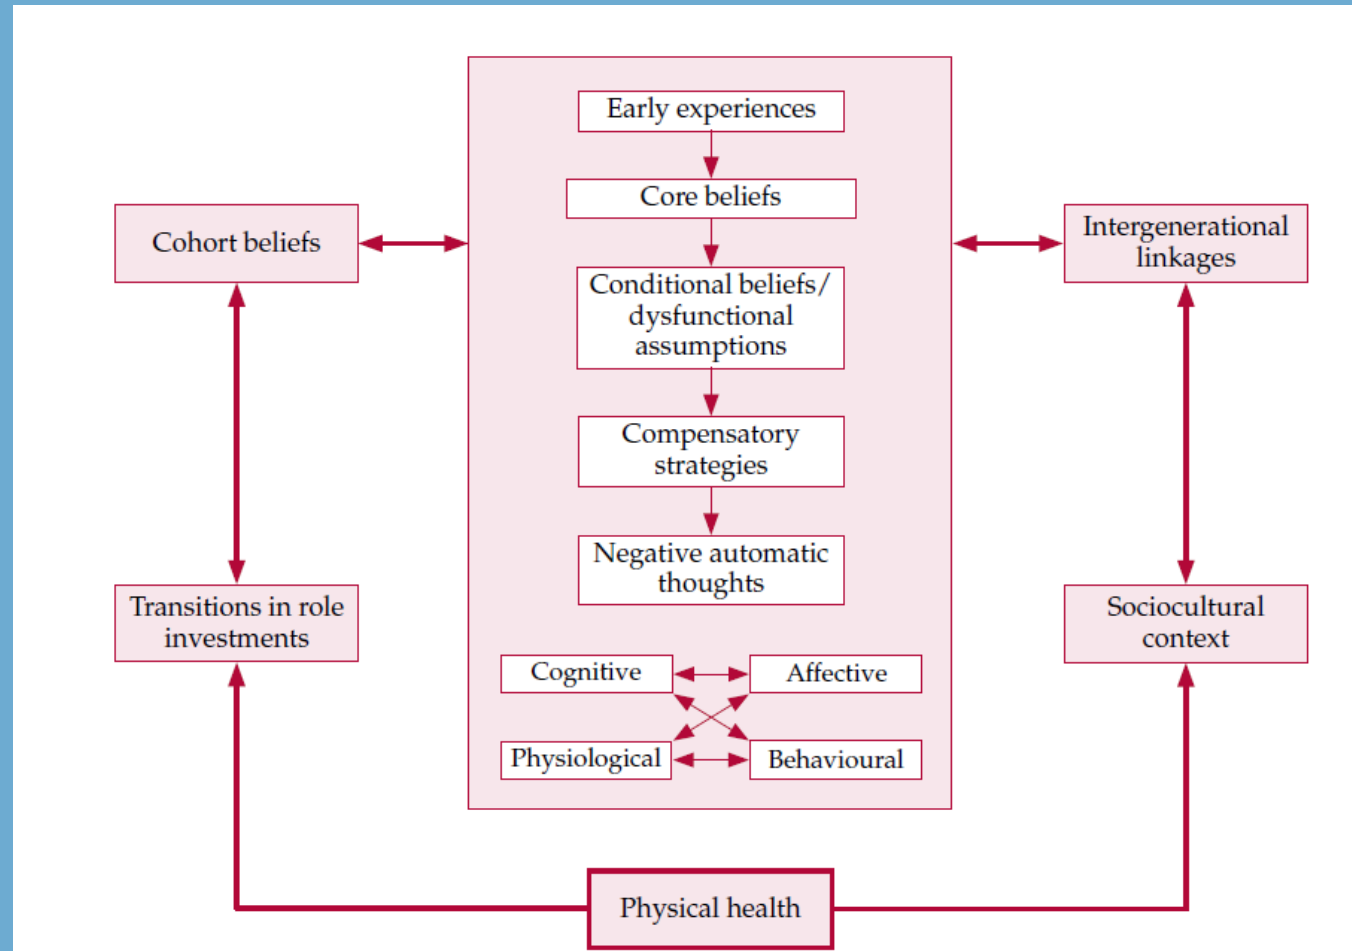 Early experiences
Core beliefs
Cohort beliefs
Intergenerational
linkages
Conditional beliefs/
dysfunctional
assumptions
Compensatory
strategies
Negative automatic
thoughts
Transitions in role
investments
Sociocultural
context
Cognitive
Affective
Physiological
Behavioural
Physical health